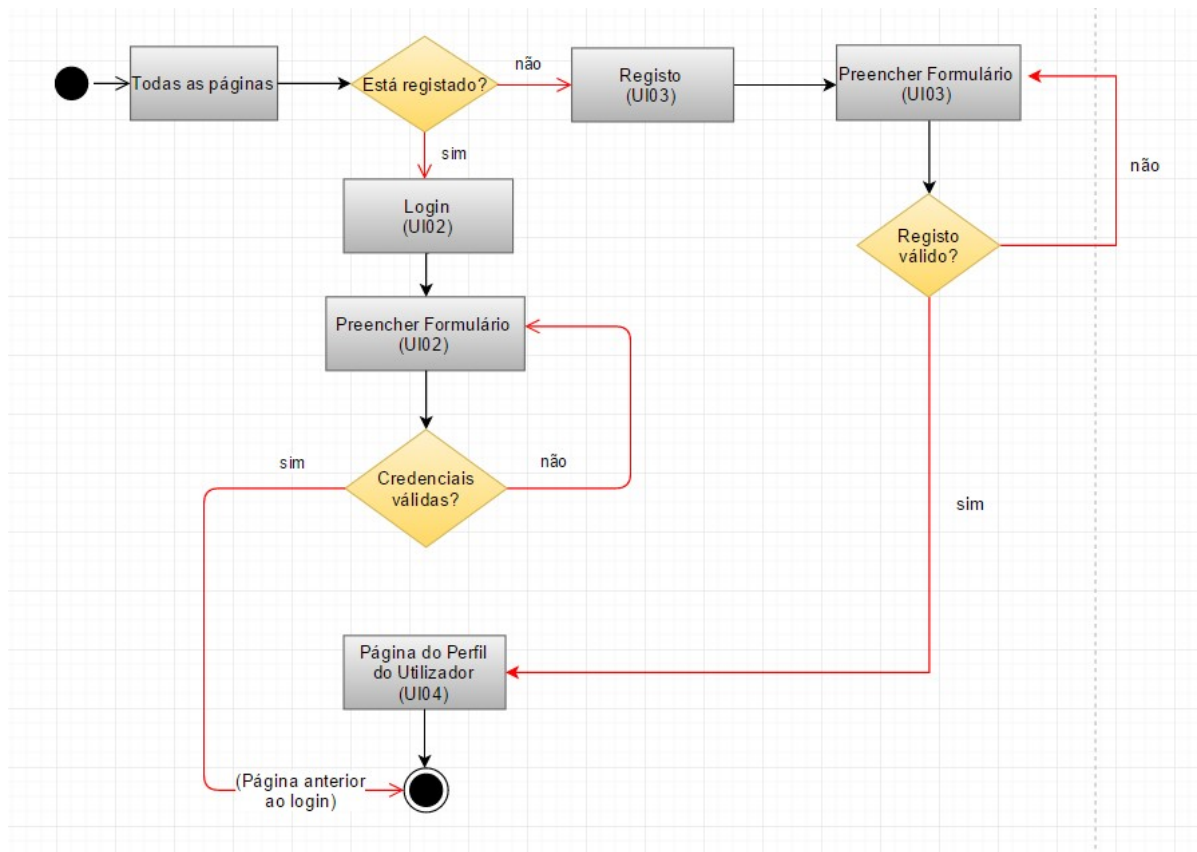 Todas as páginas
Está registado?
não
Registo
(UI03)
Preencher Formulário
(UI03)
não
sim
Login
(UI02)
Registo
válido?
Preencher Formulário
(UI02)
sim
Credenciais
válidas?
não
sim
Página do Perfil
do Utilizador
(UI04)
(Página anterior
ao login)